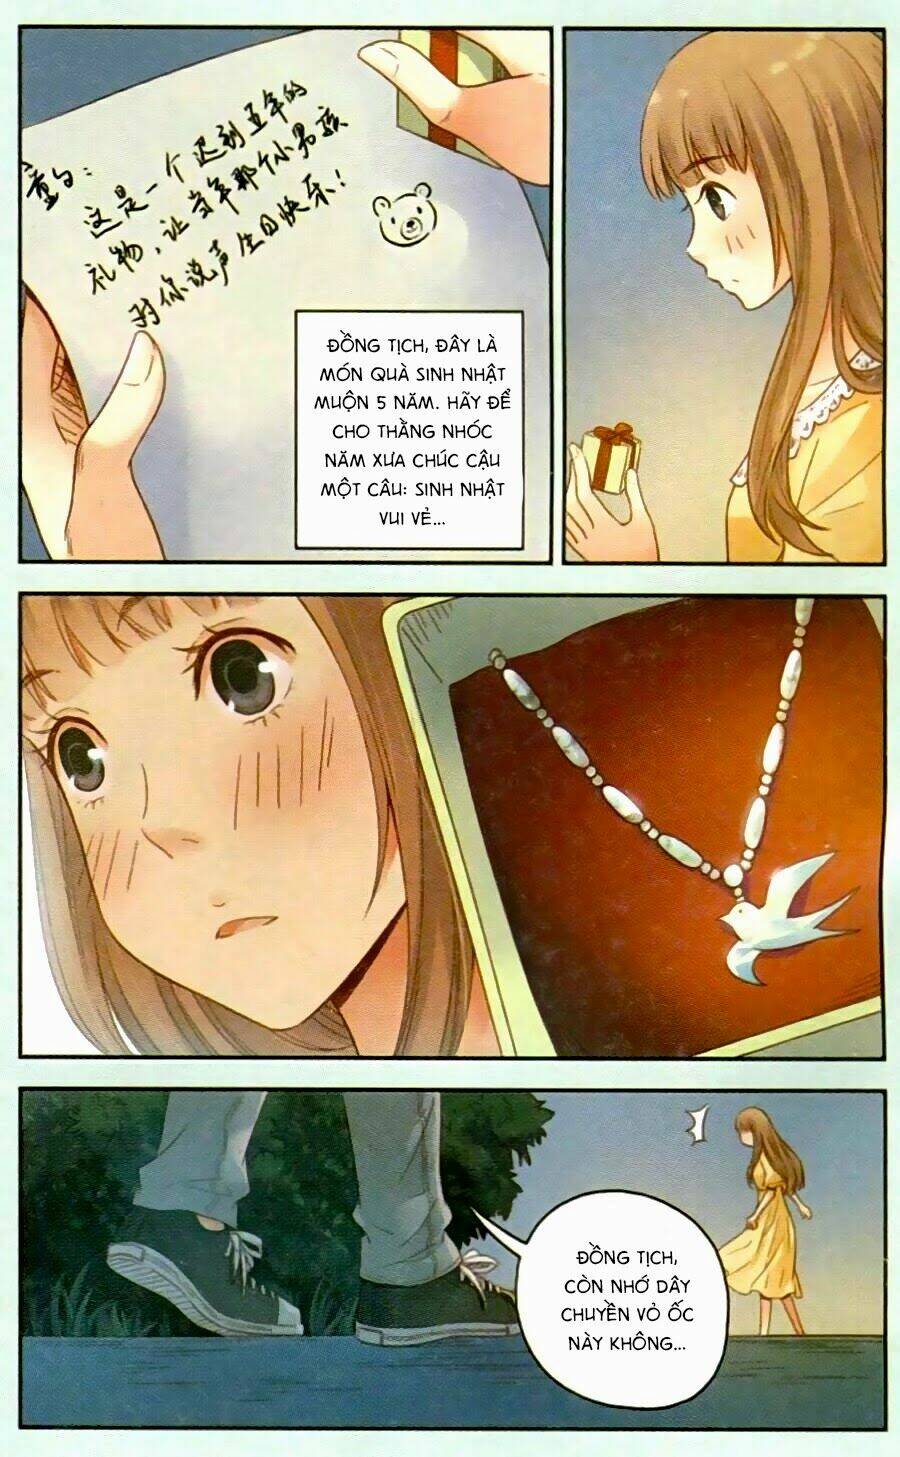 童夕：
这是一个迟到五年的
礼物，让当年那个小男孩
对你说声生日快乐！
ĐỒNG TỊCH, ĐÂY LÀ
MÓN QUÀ SINH NHẬT
MUỘN 5 NĂM. HÃY ĐỂ
CHO THẰNG NHÓC
NĂM XƯA CHÚC CẬU
MỘT CÂU: SINH NHẬT
VUI VẺ...
ĐỒNG TỊCH,
CÒN NHỚ DÂY
CHUYỀN VỎ ỐC
NÀY KHÔNG...